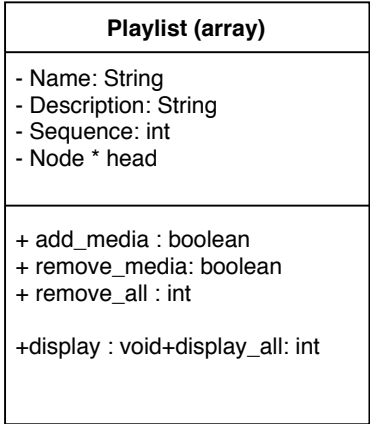 Playlist (array)
- Name: String
- Description: String
- Sequence: int
- Node * head
+ add_media : boolean
+ remove_media: boolean
+ remove_all : int
+display : void+display_all: int